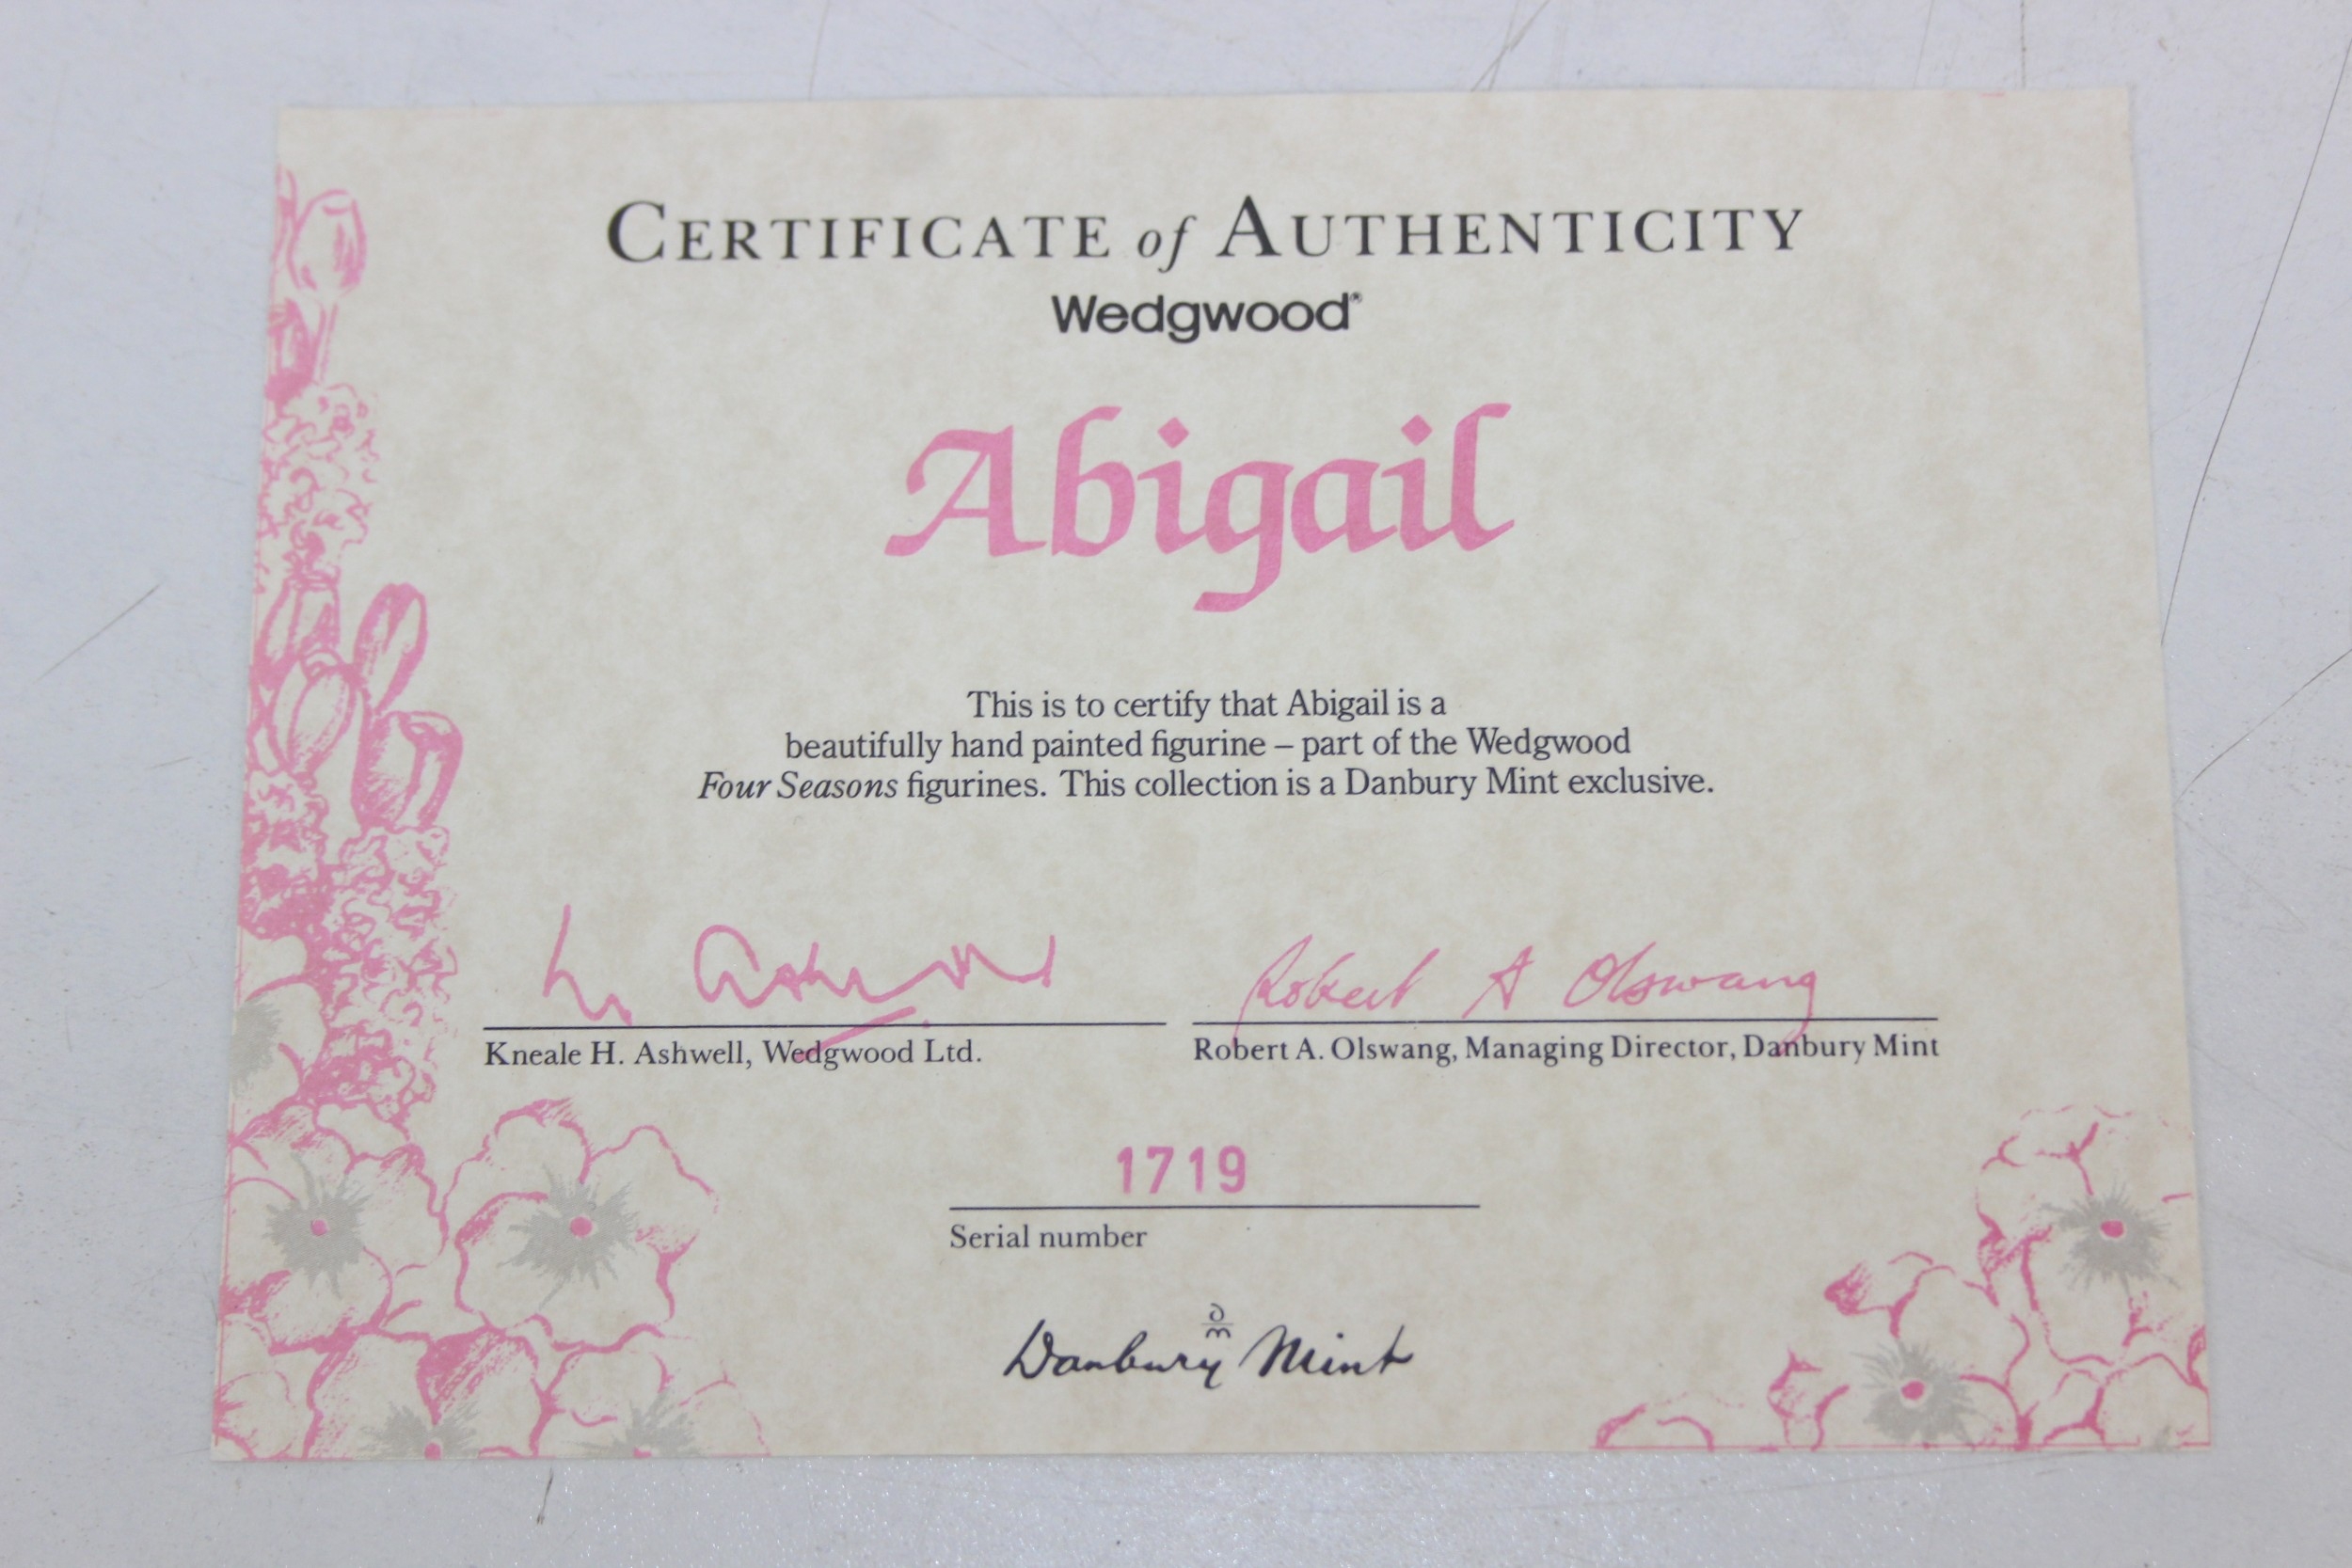 CERTIFICATE of AUTHENTICITY
Wedgwood®
Abigail
This is to certify that Abigail is a
beautifully hand painted figurine – part of the Wedgwood
Four Seasons figurines. This collection is a Danbury Mint exclusive.
Robert A Olswang
Kneale H. Ashwell, Wedgwood Ltd.
Robert A. Olswang, Managing Director, Danbury Mint
1719
Serial number
Danbury Mint